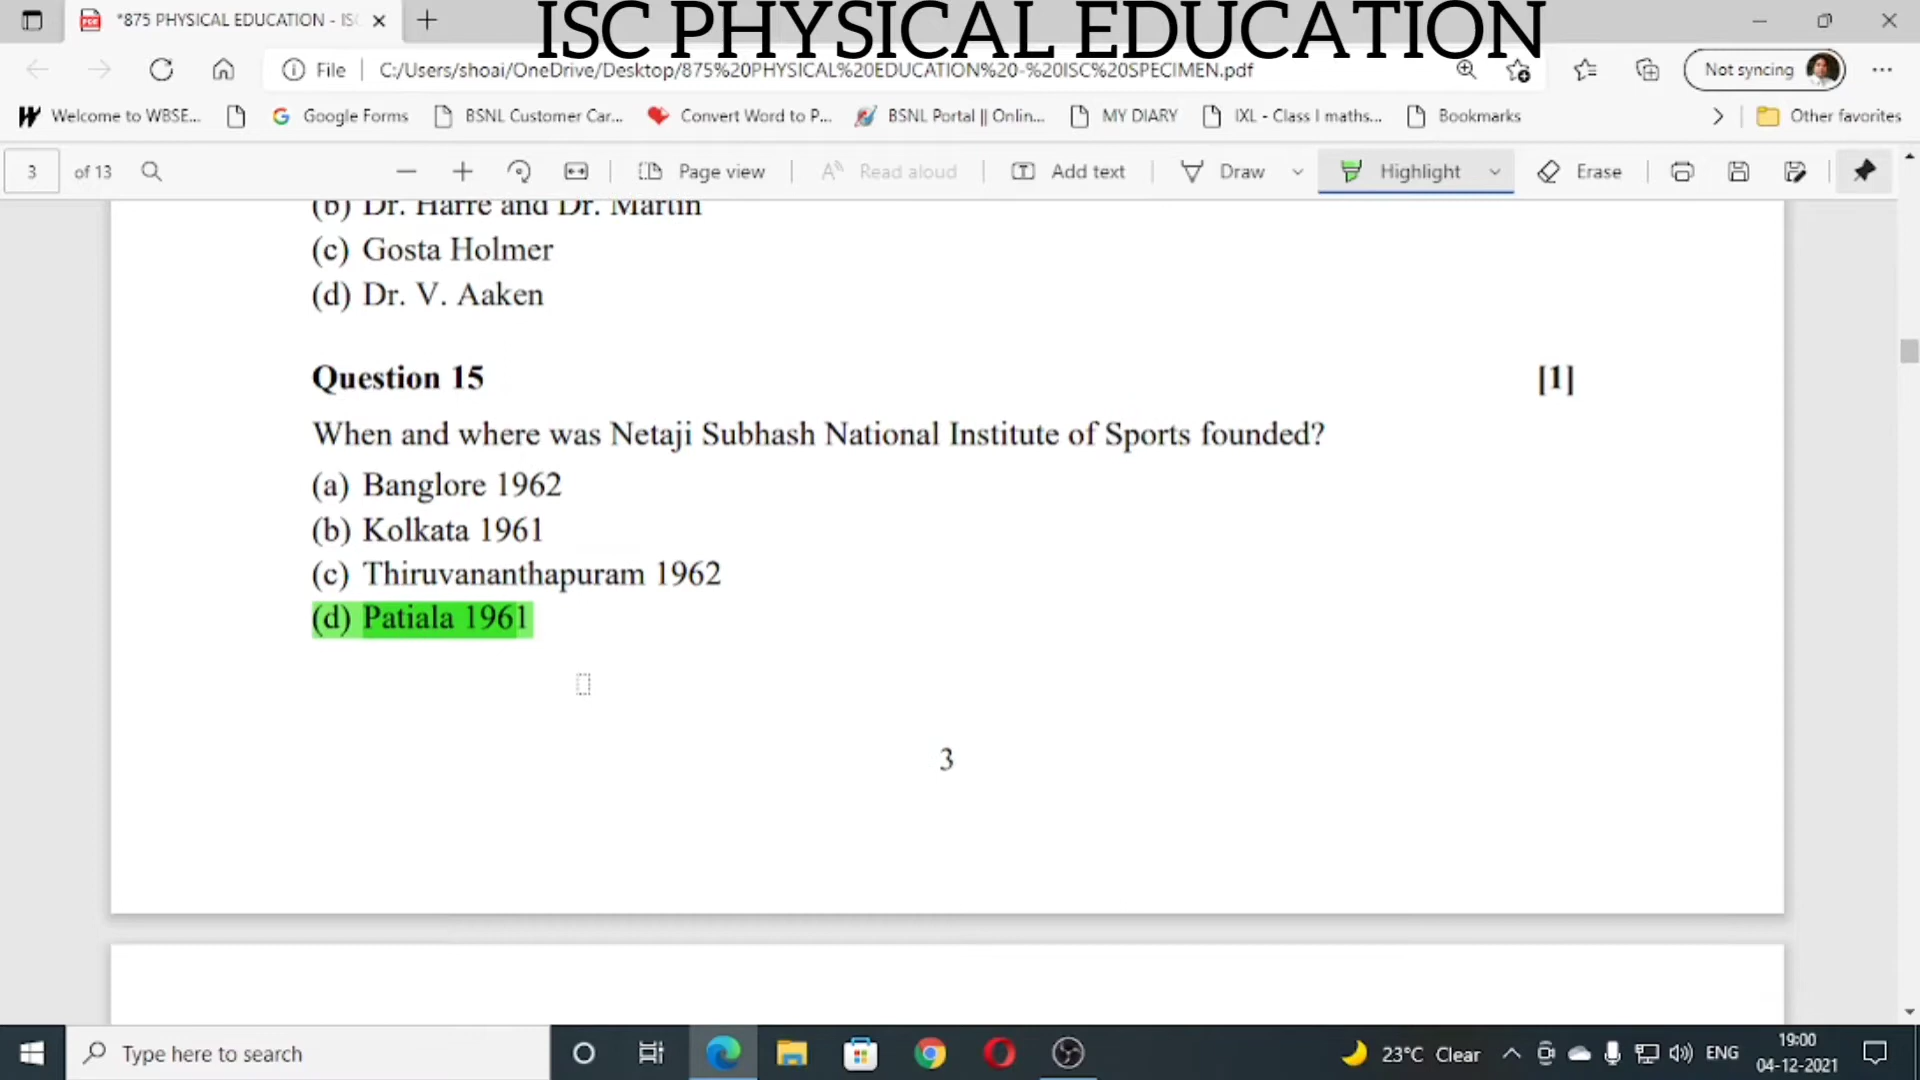 *875 PHYSICAL EDUCATION - IS
ISC PHYSICAL EDUCATION
File
C:/Users/shoai/OneDrive/Desktop/875%20PHYSICAL%20EDUCATION%20-%20ISC%20SPECIMEN.pdf
Not syncing
Welcome to WBSE...
Google Forms
BSNL Customer Car...
Convert Word to P...
BSNL Portal || Onlin...
MY DIARY
IXL - Class I maths...
Bookmarks
Other favorites
3 of 13
Page view
Read aloud
Add text
Draw
Highlight
Erase
(b) Dr. Harre and Dr. Martin
(c) Gosta Holmer
(d) Dr. V. Aaken
Question 15 [1]
When and where was Netaji Subhash National Institute of Sports founded?
(a) Banglore 1962
(b) Kolkata 1961
(c) Thiruvananthapuram 1962
(d) Patiala 1961
3
Type here to search
23°C Clear
ENG
19:00
04-12-2021